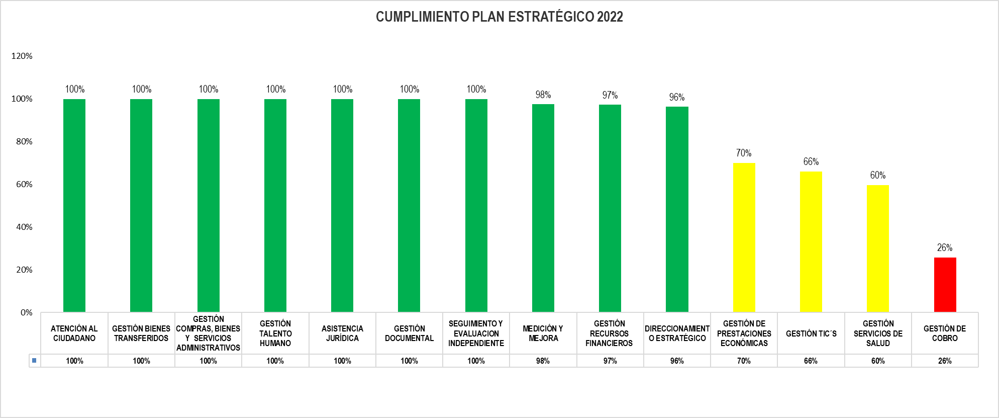 CUMPLIMIENTO PLAN ESTRATÉGICO 2022
120%
100%
80%
60%
40%
20%
0%
100%
100%
100%
100%
100%
100%
100%
98%
97%
96%
70%
66%
60%
26%
ATENCIÓN AL
CIUDADANO
GESTIÓN BIENES
TRANSFERIDOS
GESTIÓN
COMPRAS, BIENES
Y SERVICIOS
ADMINISTRATIVOS
GESTIÓN
TALENTO
HUMANO
ASISTENCIA
JURÍDICA
GESTIÓN
DOCUMENTAL
SEGUIMIENTO Y
EVALUACION
INDEPENDIENTE
MEDICIÓN Y
MEJORA
GESTIÓN
RECURSOS
FINANCIEROS
DIRECCIONAMIENT
O ESTRATÉGICO
GESTIÓN DE
PRESTACIONES
ECONÓMICAS
GESTIÓN TIC´S
GESTIÓN
SERVICIOS DE
SALUD
GESTIÓN DE
COBRO
100%
100%
100%
100%
100%
100%
100%
98%
97%
96%
70%
66%
60%
26%